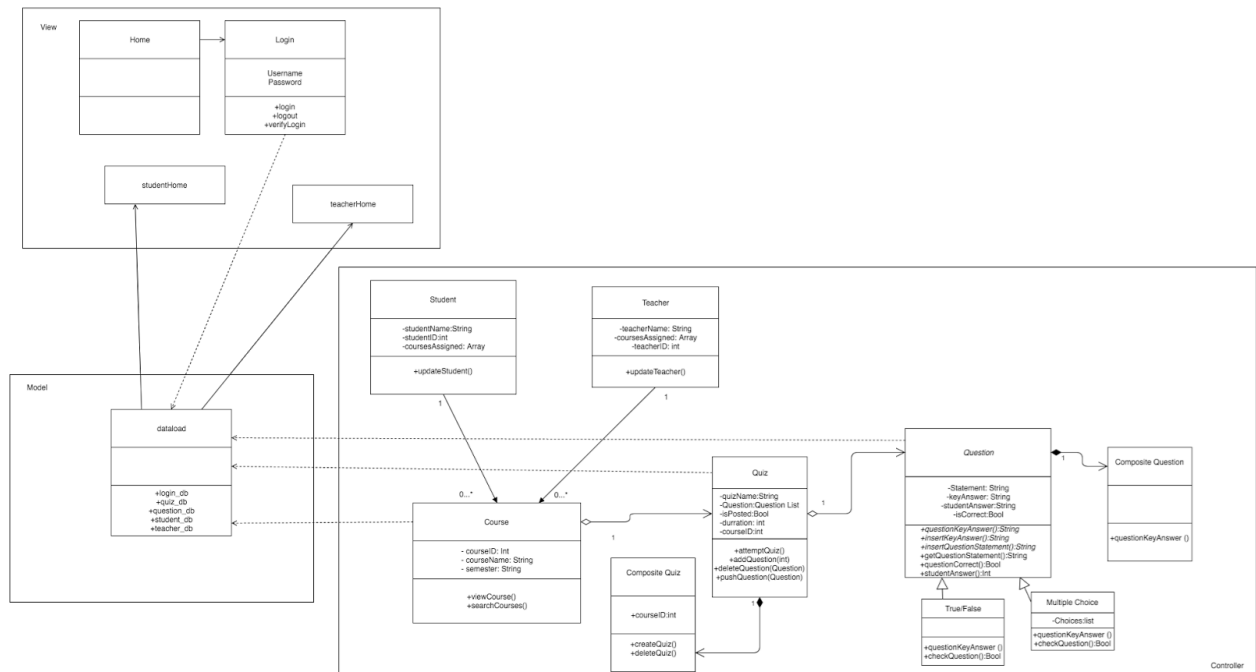 View
Home
Login
Username
Password
+login
+logout
+verifyLogin
studentHome
teacherHome
Model
dataload
+login_db
+quiz_db
+question_db
+student_db
+teacher_db
Student
-studentName:String
-studentID:int
-coursesAssigned: Array
+updateStudent()
1
Teacher
-teacherName: String
-coursesAssigned: Array
-teacherID: int
+updateTeacher()
1
0...*
0...*
Course
- courseID: Int
- courseName: String
- semester: String
+viewCourse()
+searchCourses()
1
Quiz
-quizName:String
-Question:Question List
-isPosted:Bool
-durration: int
-courseID:int
+attemptQuiz()
+addQuestion(int)
+deleteQuestion(Question)
+pushQuestion(Question)
1
1
Composite Quiz
+courseID:int
+createQuiz()
+deleteQuiz()
Question
-Statement: String
-keyAnswer: String
-studentAnswer:String
-isCorrect:Bool
+questionKeyAnswer():String
+insertKeyAnswer():String
+insertQuestionStatement():String
+getQuestionStatement():String
+questionCorrect():Bool
+studentAnswer():Int
1
Composite Question
+questionKeyAnswer ()
True/False
+questionKeyAnswer ()
+checkQuestion():Bool
Multiple Choice
-Choices:list
+questionKeyAnswer ()
+checkQuestion():Bool
Controller